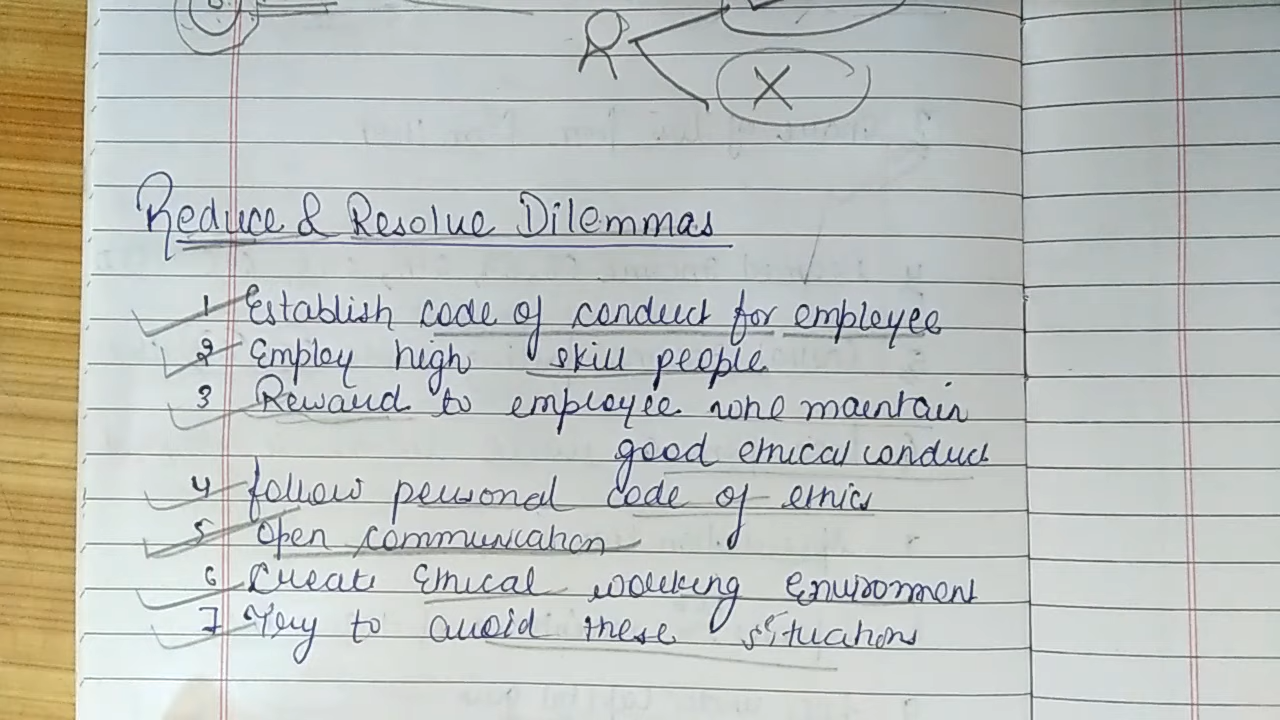 Reduce & Resolve Dilemmas
1 Establish code of conduct for employee
2 Employ high skill people
3 Reward to employee who maintain
good ethical conduct
4 follow personal code of ethics
5 Open communication
6 Create Ethical working Environment
7 Try to avoid these situations